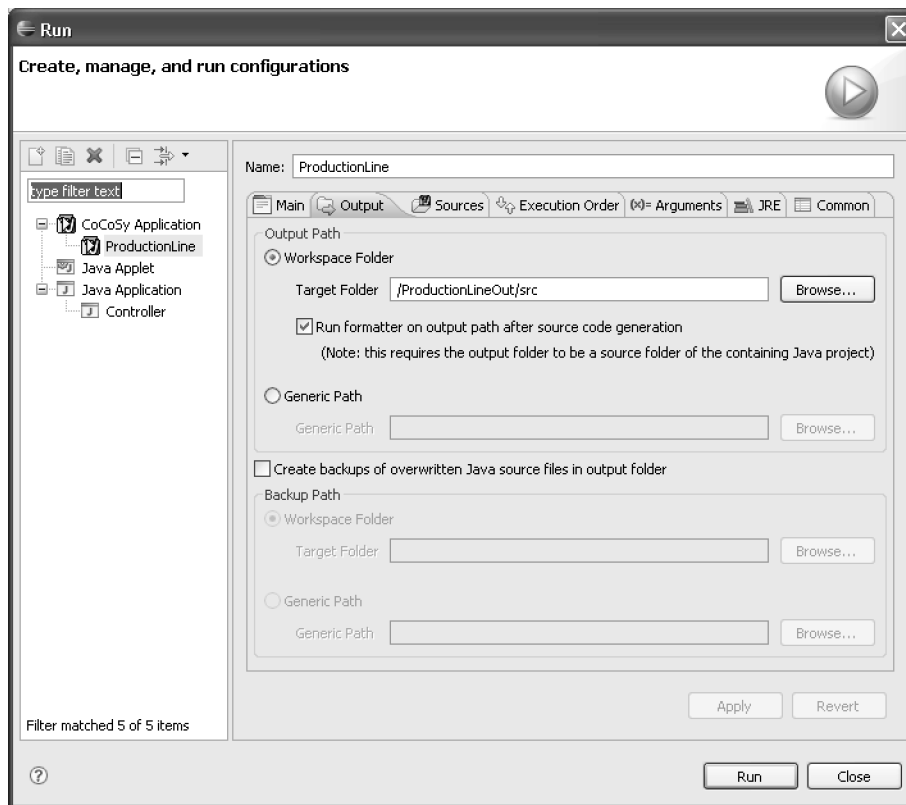 Run
Create, manage, and run configurations
type filter text
CoCoSy Application
ProductionLine
Java Applet
Java Application
Controller
Filter matched 5 of 5 items
Name: ProductionLine
Main Output Sources Execution Order (x)= Arguments JRE Common
Output Path
Workspace Folder
Target Folder /ProductionLineOut/src Browse...
Run formatter on output path after source code generation
(Note: this requires the output folder to be a source folder of the containing Java project)
Generic Path
Generic Path Browse...
Create backups of overwritten Java source files in output folder
Backup Path
Workspace Folder
Target Folder Browse...
Generic Path
Generic Path Browse...
Apply Revert
Run Close